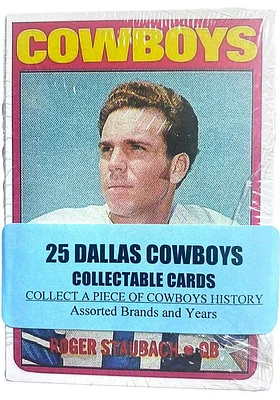 COWBOYS
25 DALLAS COWBOYS
COLLECTABLE CARDS
COLLECT A PIECE OF COWBOYS HISTORY
Assorted Brands and Years
ROGER STAUBACH • QB